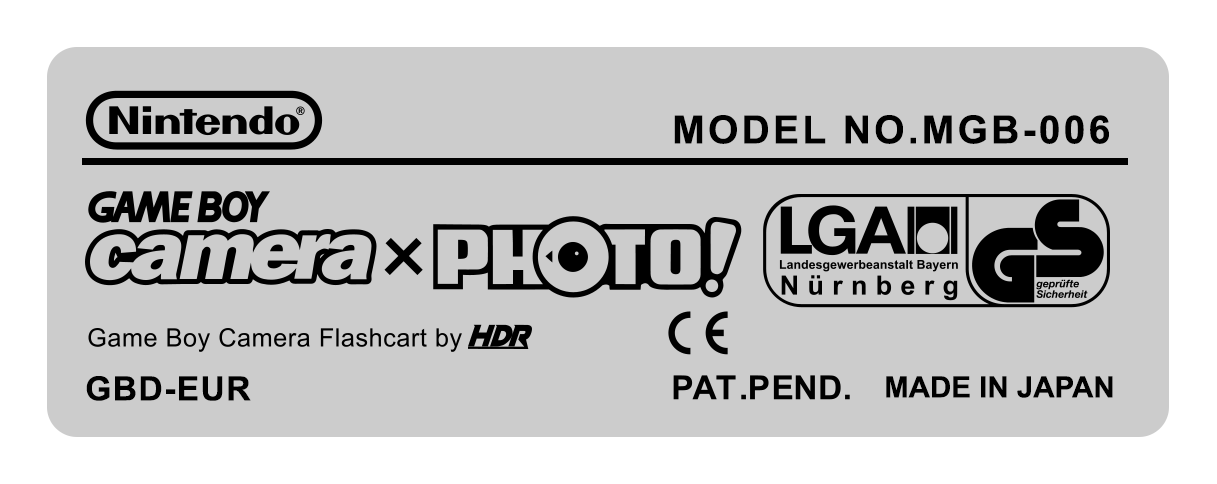 Nintendo®
MODEL NO.MGB-006
GAME BOY
camera × PHOTO!
LGA
Landesgewerbeanstalt Bayern
Nürnberg
GS
geprüfte
Sicherheit
Game Boy Camera Flashcart by HDR
CE
GBD-EUR
PAT.PEND.
MADE IN JAPAN